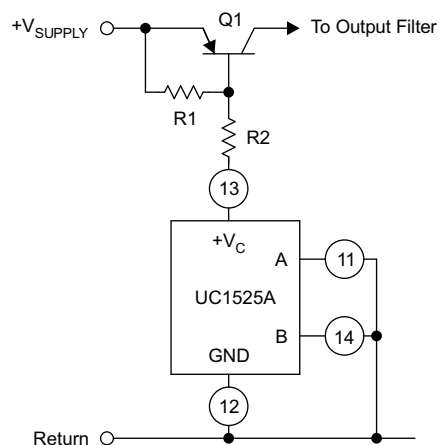 +VSUPPLY
Q1
To Output Filter
R1
R2
13
+VC
A
11
UC1525A
B
14
GND
12
Return